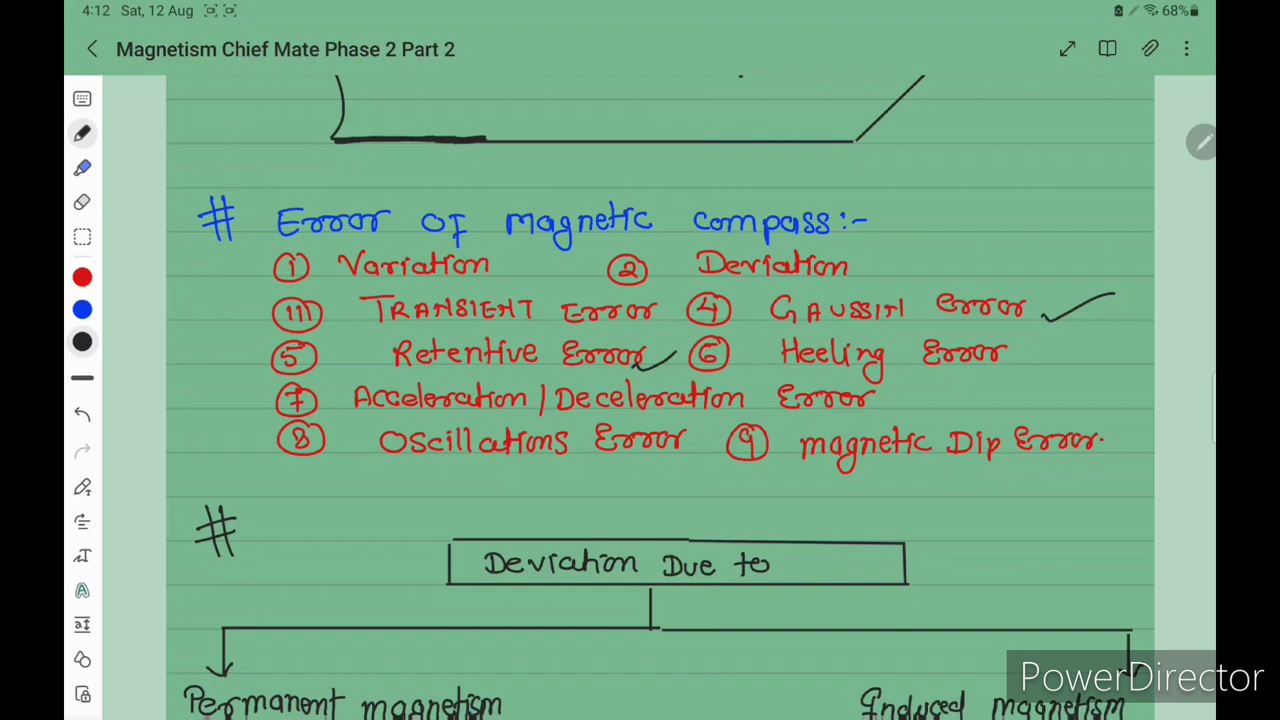 4:12 Sat, 12 Aug 68%
Magnetism Chief Mate Phase 2 Part 2
# Error of magnetic compass:-
① Variation ② Deviation
(III) TRANSIENT Error ④ GAUSSIN error
⑤ Retentive Error ⑥ Heeling Error
⑦ Acceleration/Deceleration Error
⑧ Oscillations Error ⑨ magnetic Dip Error.
#
Deviation Due to
Permanent magnetism Induced magnetism
PowerDirector